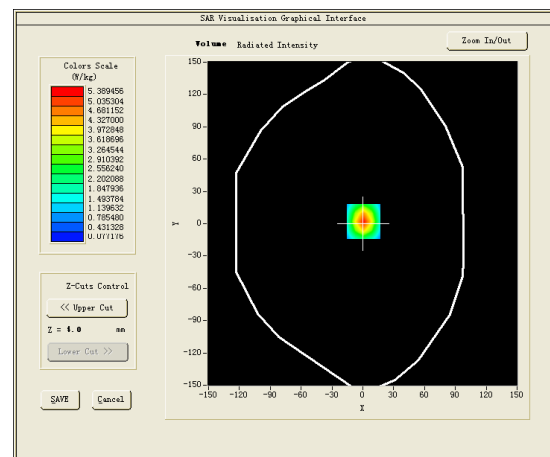 SAR Visualisation Graphical Interface
Volume Radiated Intensity
Zoom In/Out
Colors Scale
(W/kg)
5.389456
5.035304
4.681152
4.327000
3.972848
3.618696
3.264544
2.910392
2.556240
2.202088
1.847936
1.493784
1.139632
0.785480
0.431328
0.077176
150
120
90
60
30
0
-30
-60
-90
-120
-150
Y
-150 -120 -90 -60 -30 0 30 60 90 120 150
X
Z-Cuts Control
<< Upper Cut
Z = 4.0 mm
Lower Cut >>
SAVE
Cancel